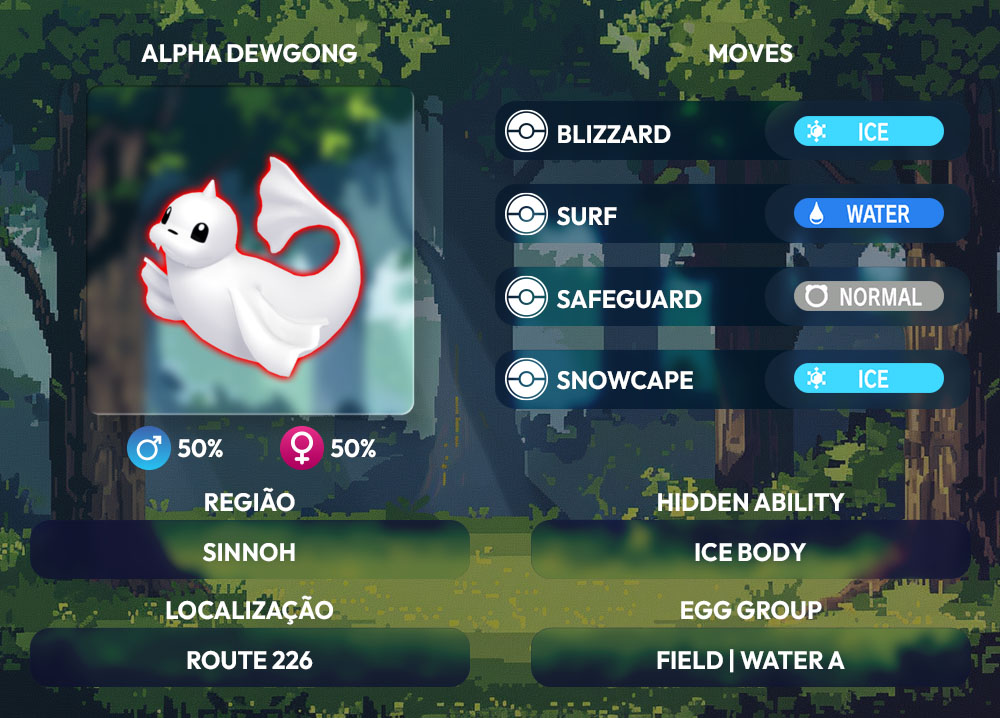 ALPHA DEWGONG
50%
50%
REGIÃO
SINNOH
LOCALIZAÇÃO
ROUTE 226
MOVES
BLIZZARD
ICE
SURF
WATER
SAFEGUARD
NORMAL
SNOWCAPE
ICE
HIDDEN ABILITY
ICE BODY
EGG GROUP
FIELD | WATER A